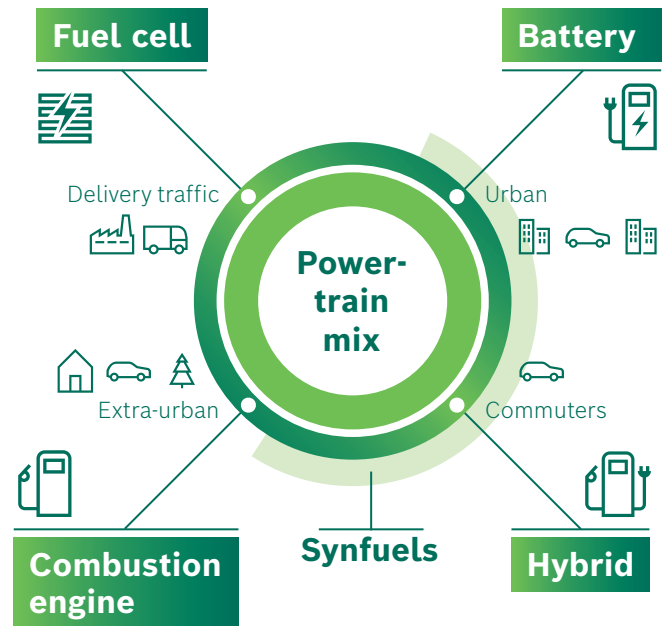 Fuel cell
Battery
Delivery traffic
Urban
Power-
train
mix
Extra-urban
Commuters
Synfuels
Combustion
engine
Hybrid